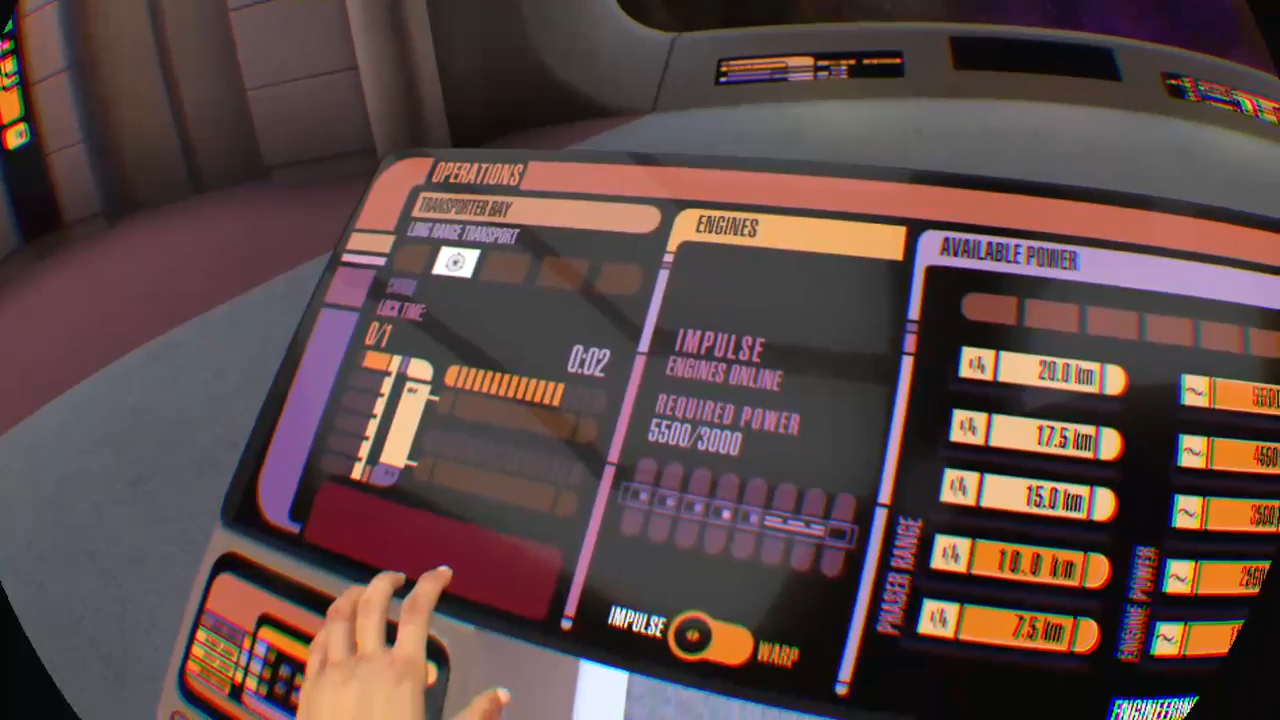 OPERATIONS
TRANSPORTER BAY
LONG RANGE TRANSPORT
CARGO
LOCK TIME:
0/1
0:02
ENGINES
IMPULSE
ENGINES ONLINE
REQUIRED POWER
5500/3000
IMPULSE
WARP
AVAILABLE POWER
PHASER RANGE
20.0 km
17.5 km
15.0 km
10.0 km
7.5 km
ENGINE POWER
ENGINEERING